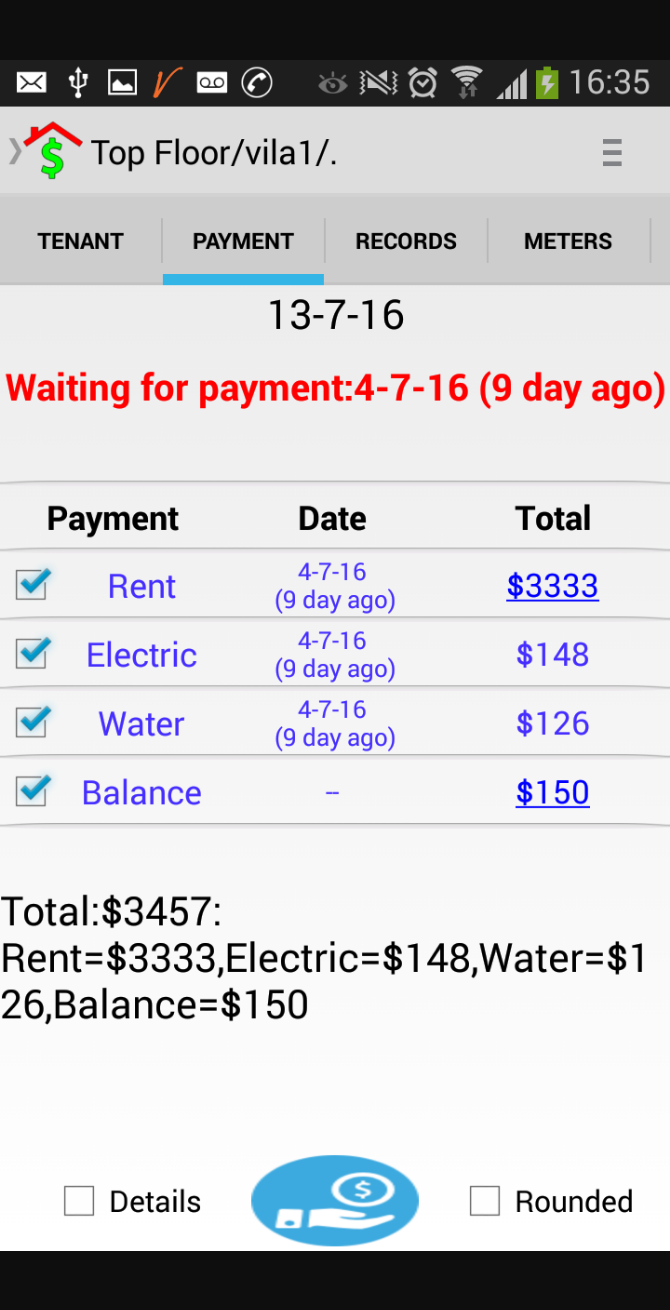 16:35
$ Top Floor/vila1/.
TENANT PAYMENT RECORDS METERS
13-7-16
Waiting for payment:4-7-16 (9 day ago)
Payment Date Total
Rent 4-7-16 $3333
(9 day ago)
Electric 4-7-16 $148
(9 day ago)
Water 4-7-16 $126
(9 day ago)
Balance -- $150
Total:$3457:
Rent=$3333,Electric=$148,Water=$1
26,Balance=$150
Details $ Rounded